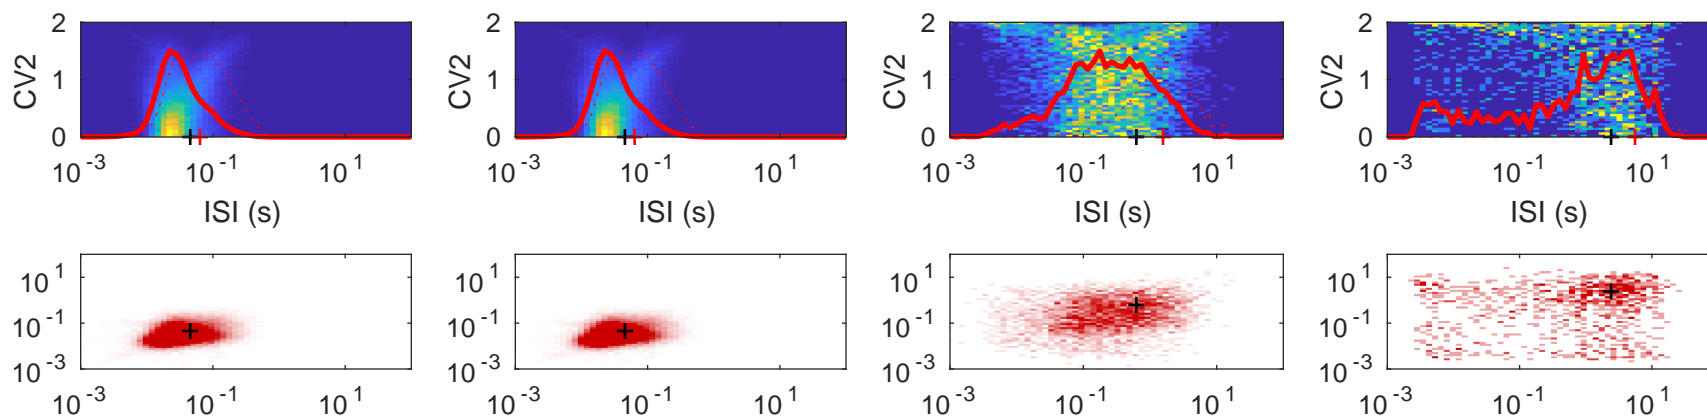 2 2 2 2
CV2 CV2 CV2 CV2
1 1 1 1
0 0 0 0
10^-3 10^-1 10^1 10^-3 10^-1 10^1 10^-3 10^-1 10^1 10^-3 10^-1 10^1
ISI (s) ISI (s) ISI (s) ISI (s)
10^1 10^1 10^1 10^1
10^-1 10^-1 10^-1 10^-1
10^-3 10^-3 10^-3 10^-3
10^-3 10^-1 10^1 10^-3 10^-1 10^1 10^-3 10^-1 10^1 10^-3 10^-1 10^1